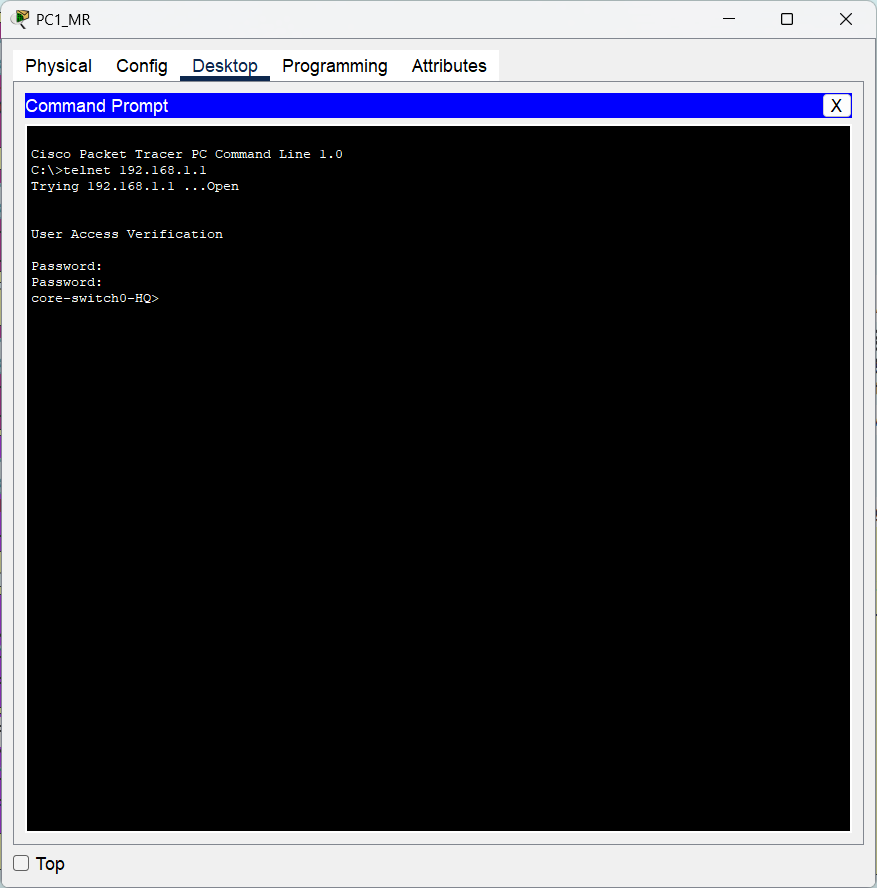 PC1_MR
Physical Config Desktop Programming Attributes
Command Prompt X
Cisco Packet Tracer PC Command Line 1.0
C:\>telnet 192.168.1.1
Trying 192.168.1.1 ...Open
User Access Verification
Password:
Password:
core-switch0-HQ>
Top